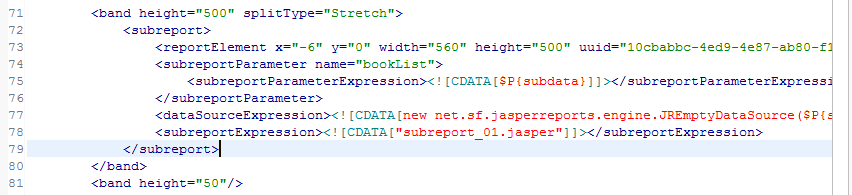 71 <band height="500" splitType="Stretch">
72 <subreport>
73 <reportElement x="-6" y="0" width="560" height="500" uuid="10cbabbc-4ed9-4e87-ab80-f1
74 <subreportParameter name="bookList">
75 <subreportParameterExpression><![CDATA[$P{subdata}]]></subreportParameterExpressi
76 </subreportParameter>
77 <dataSourceExpression><![CDATA[new net.sf.jasperreports.engine.JREmptyDataSource($P{s
78 <subreportExpression><![CDATA["subreport_01.jasper"]]></subreportExpression>
79 </subreport>
80 </band>
81 <band height="50"/>